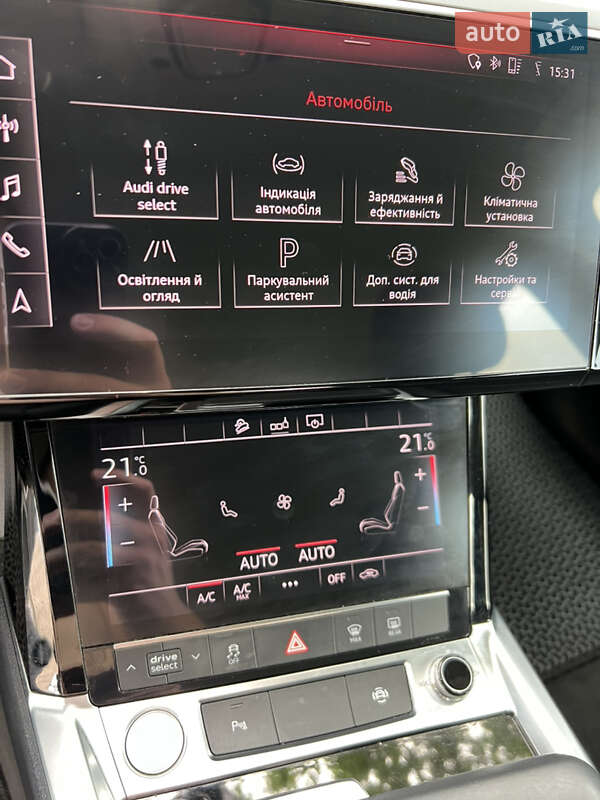 auto RIA.com
15:31
Автомобіль
Audi drive
select
Індикація
автомобіля
Заряджання й
ефективність
Кліматична
установка
Освітлення й
огляд
Паркувальний
асистент
Доп. сист. для
водія
Настройки та
21.0 °C
21.0 °C
+ +
− −
AUTO AUTO
A/C A/C MAX ••• OFF
drive
select
OFF
MAX
REAR